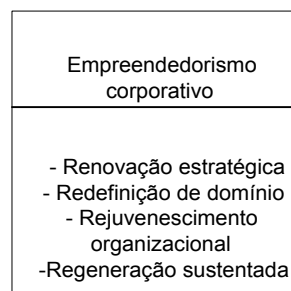 Empreendedorismo
corporativo
- Renovação estratégica
- Redefinição de domínio
- Rejuvenescimento
organizacional
-Regeneração sustentada